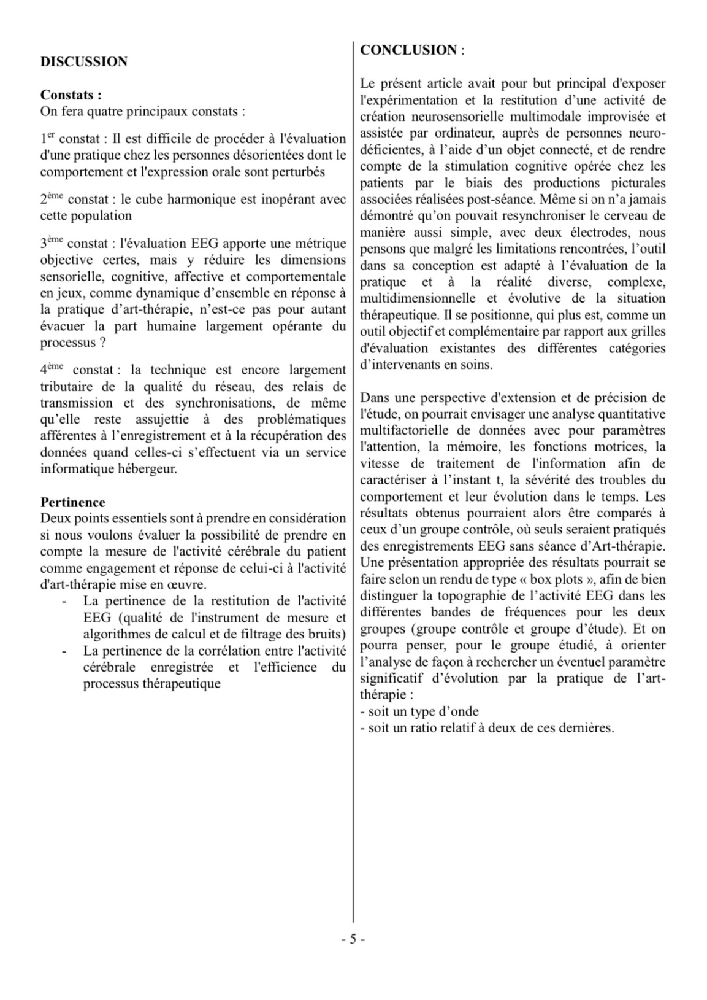 DISCUSSION
Constats :
On fera quatre principaux constats :
1er constat : Il est difficile de procéder à l'évaluation
d'une pratique chez les personnes désorientées dont le
comportement et l'expression orale sont perturbés
2ème constat : le cube harmonique est inopérant avec
cette population
3ème constat : l'évaluation EEG apporte une métrique
objective certes, mais y réduire les dimensions
sensorielle, cognitive, affective et comportementale
en jeux, comme dynamique d’ensemble en réponse à
la pratique d’art-thérapie, n’est-ce pas pour autant
évacuer la part humaine largement opérante du
processus ?
4ème constat : la technique est encore largement
tributaire de la qualité du réseau, des relais de
transmission et des synchronisations, de même
qu’elle reste assujettie à des problématiques
afférentes à l’enregistrement et à la récupération des
données quand celles-ci s’effectuent via un service
informatique hébergeur.
Pertinence
Deux points essentiels sont à prendre en considération
si nous voulons évaluer la possibilité de prendre en
compte la mesure de l'activité cérébrale du patient
comme engagement et réponse de celui-ci à l'activité
d'art-thérapie mise en œuvre.
- La pertinence de la restitution de l'activité
EEG (qualité de l'instrument de mesure et
algorithmes de calcul et de filtrage des bruits)
- La pertinence de la corrélation entre l'activité
cérébrale enregistrée et l'efficience du
processus thérapeutique
CONCLUSION :
Le présent article avait pour but principal d'exposer
l'expérimentation et la restitution d’une activité de
création neurosensorielle multimodale improvisée et
assistée par ordinateur, auprès de personnes neuro-
déficientes, à l’aide d’un objet connecté, et de rendre
compte de la stimulation cognitive opérée chez les
patients par le biais des productions picturales
associées réalisées post-séance. Même si on n’a jamais
démontré qu’on pouvait resynchroniser le cerveau de
manière aussi simple, avec deux électrodes, nous
pensons que malgré les limitations rencontrées, l’outil
dans sa conception est adapté à l’évaluation de la
pratique et à la réalité diverse, complexe,
multidimensionnelle et évolutive de la situation
thérapeutique. Il se positionne, qui plus est, comme un
outil objectif et complémentaire par rapport aux grilles
d'évaluation existantes des différentes catégories
d’intervenants en soins.
Dans une perspective d'extension et de précision de
l'étude, on pourrait envisager une analyse quantitative
multifactorielle de données avec pour paramètres
l'attention, la mémoire, les fonctions motrices, la
vitesse de traitement de l'information afin de
caractériser à l’instant t, la sévérité des troubles du
comportement et leur évolution dans le temps. Les
résultats obtenus pourraient alors être comparés à
ceux d’un groupe contrôle, où seuls seraient pratiqués
des enregistrements EEG sans séance d’Art-thérapie.
Une présentation appropriée des résultats pourrait se
faire selon un rendu de type « box plots », afin de bien
distinguer la topographie de l’activité EEG dans les
différentes bandes de fréquences pour les deux
groupes (groupe contrôle et groupe d’étude). Et on
pourra penser, pour le groupe étudié, à orienter
l’analyse de façon à rechercher un éventuel paramètre
significatif d’évolution par la pratique de l’art-
thérapie :
- soit un type d’onde
- soit un ratio relatif à deux de ces dernières.
- 5 -